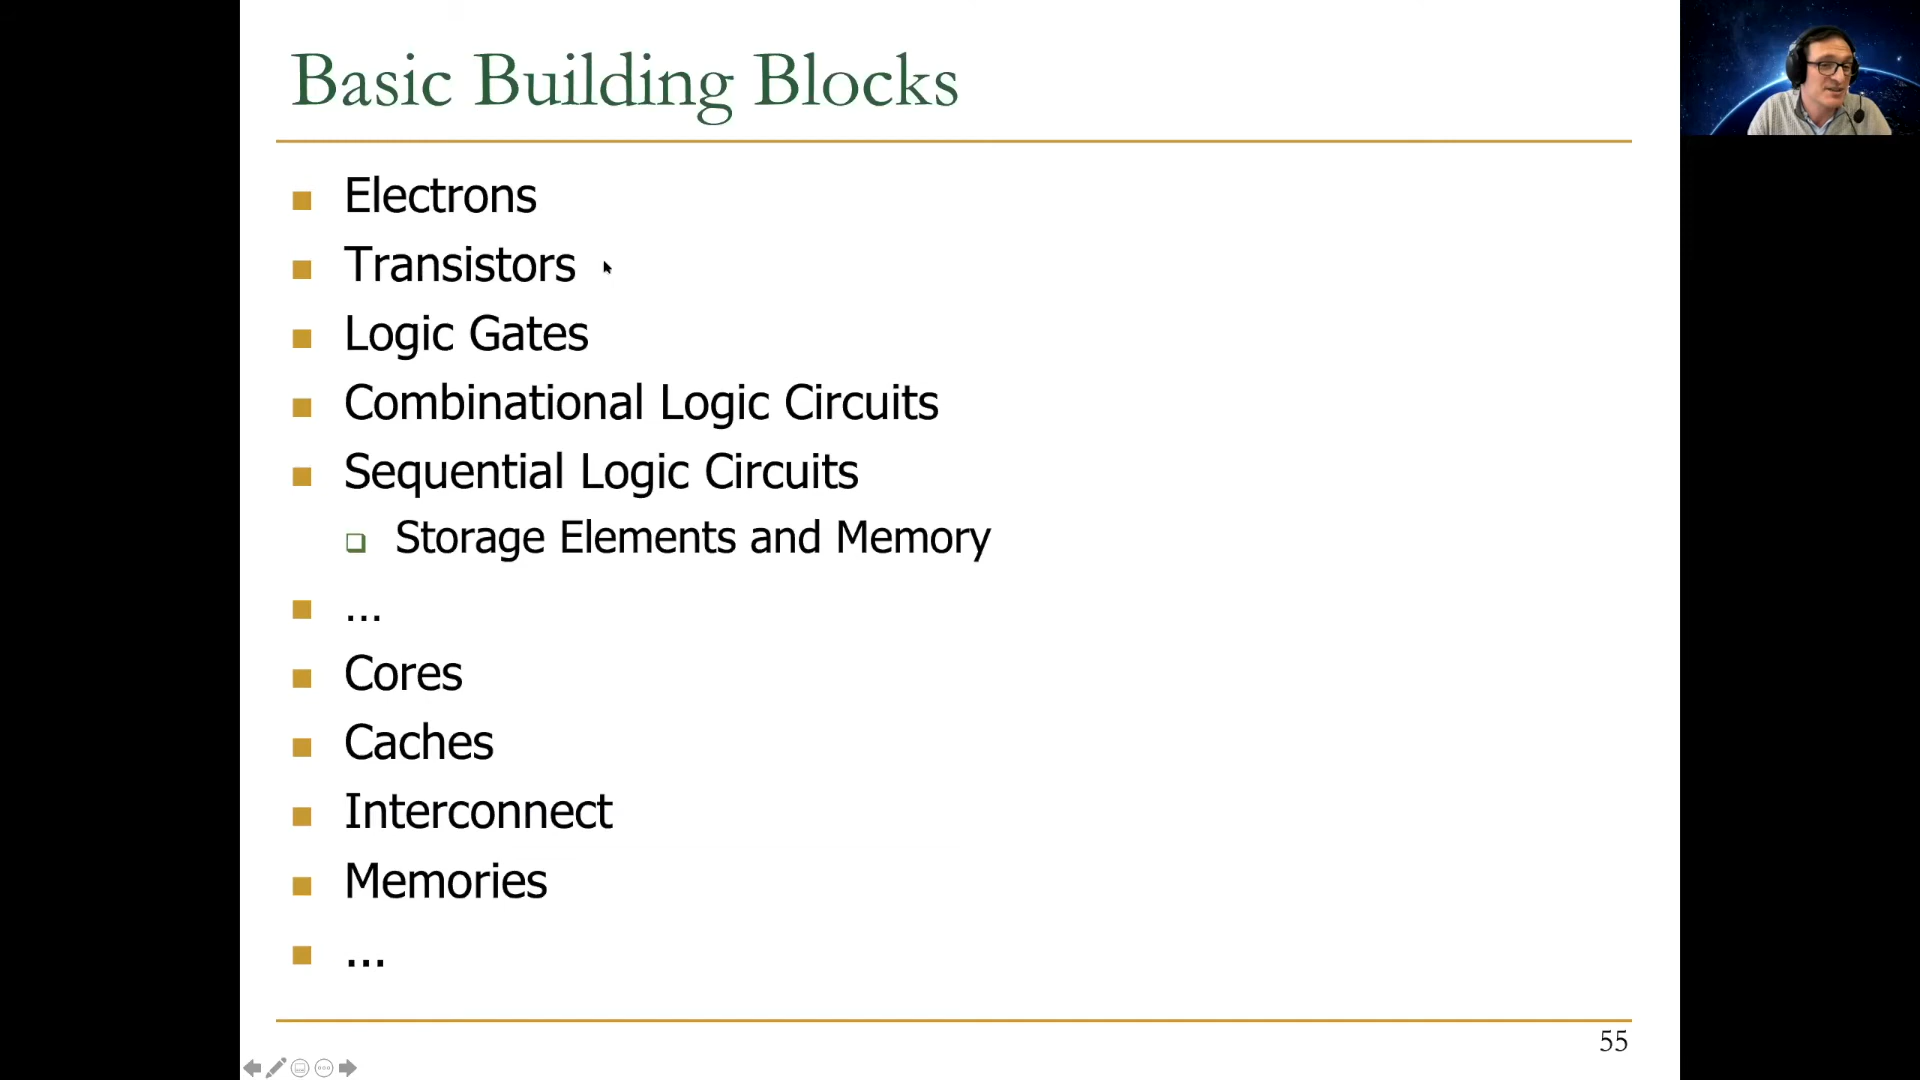 Basic Building Blocks
Electrons
Transistors
Logic Gates
Combinational Logic Circuits
Sequential Logic Circuits
Storage Elements and Memory
...
Cores
Caches
Interconnect
Memories
...
55